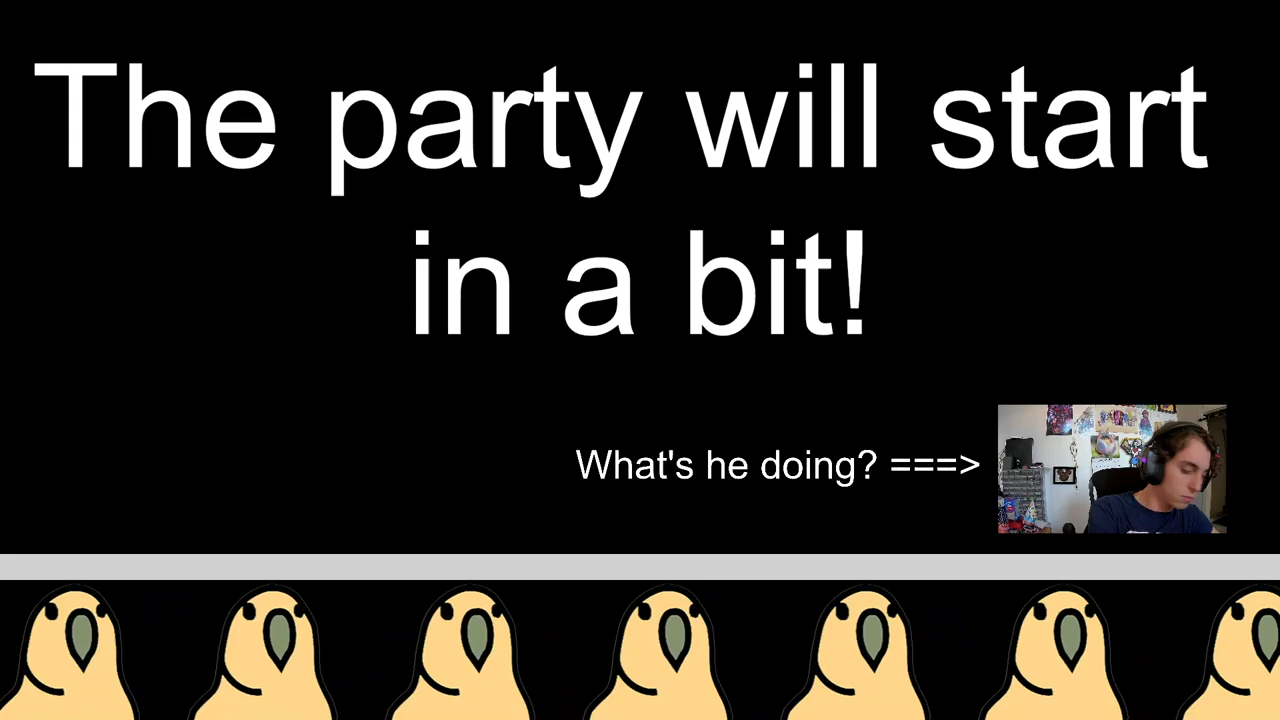 The party will start
in a bit!
What's he doing? ===>